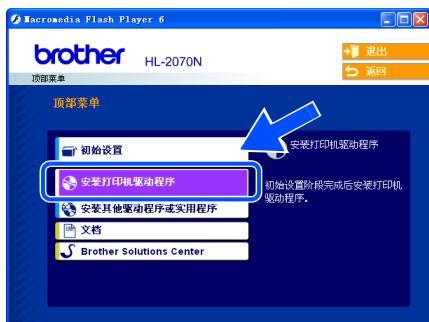 Macromedia Flash Player 6
brother HL-2070N
退出
返回
顶部菜单
顶部菜单
初始设置
安装打印机驱动程序
安装其他驱动程序或实用程序
文档
Brother Solutions Center
安装打印机驱动程序
初始设置阶段完成后安装打印机
驱动程序。